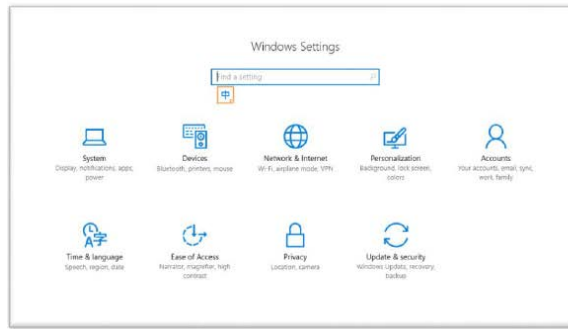 Windows Settings
Find a setting
中
System
Display, notifications, apps,
power
Devices
Bluetooth, printers, mouse
Network & Internet
Wi-Fi, airplane mode, VPN
Personalization
Background, lock screen,
colors
Accounts
Your accounts, email, sync,
work, family
A字
Time & language
Speech, region, date
Ease of Access
Narrator, magnifier, high
contrast
Privacy
Location, camera
Update & security
Windows Update, recovery,
backup